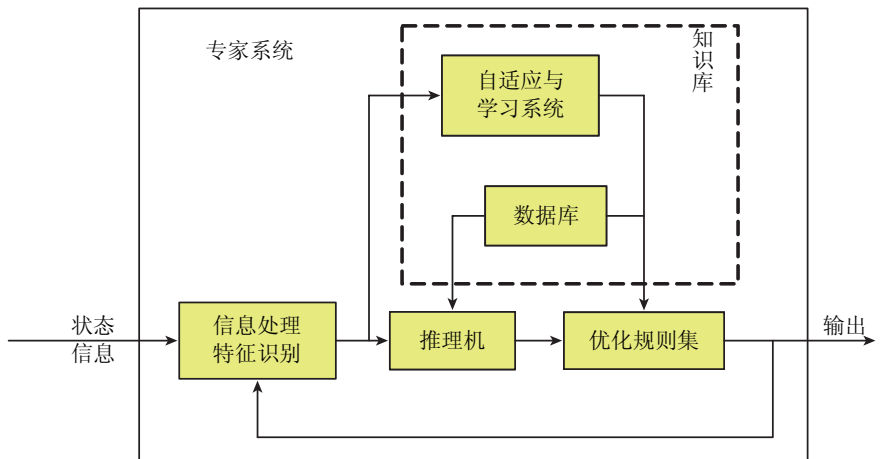 专家系统
知识库
自适应与
学习系统
数据库
状态
信息
信息处理
特征识别
推理机
优化规则集
输出